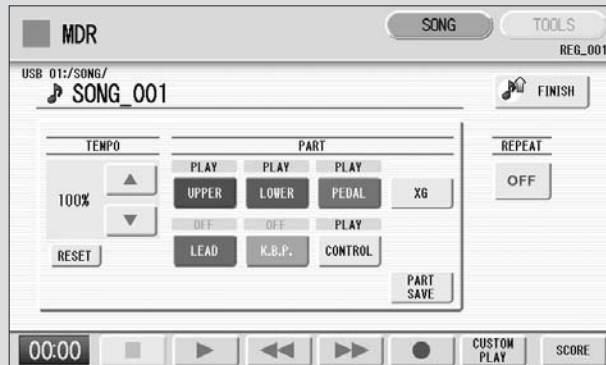 MDR
SONG
TOOLS
REG_001
USB 01:/SONG/
SONG_001
FINISH
TEMPO
PART
REPEAT
PLAY PLAY PLAY
100%
UPPER LOWER PEDAL XG
OFF
OFF OFF PLAY
RESET
LEAD K.B.P. CONTROL
PART
SAVE
00:00
CUSTOM
PLAY
SCORE